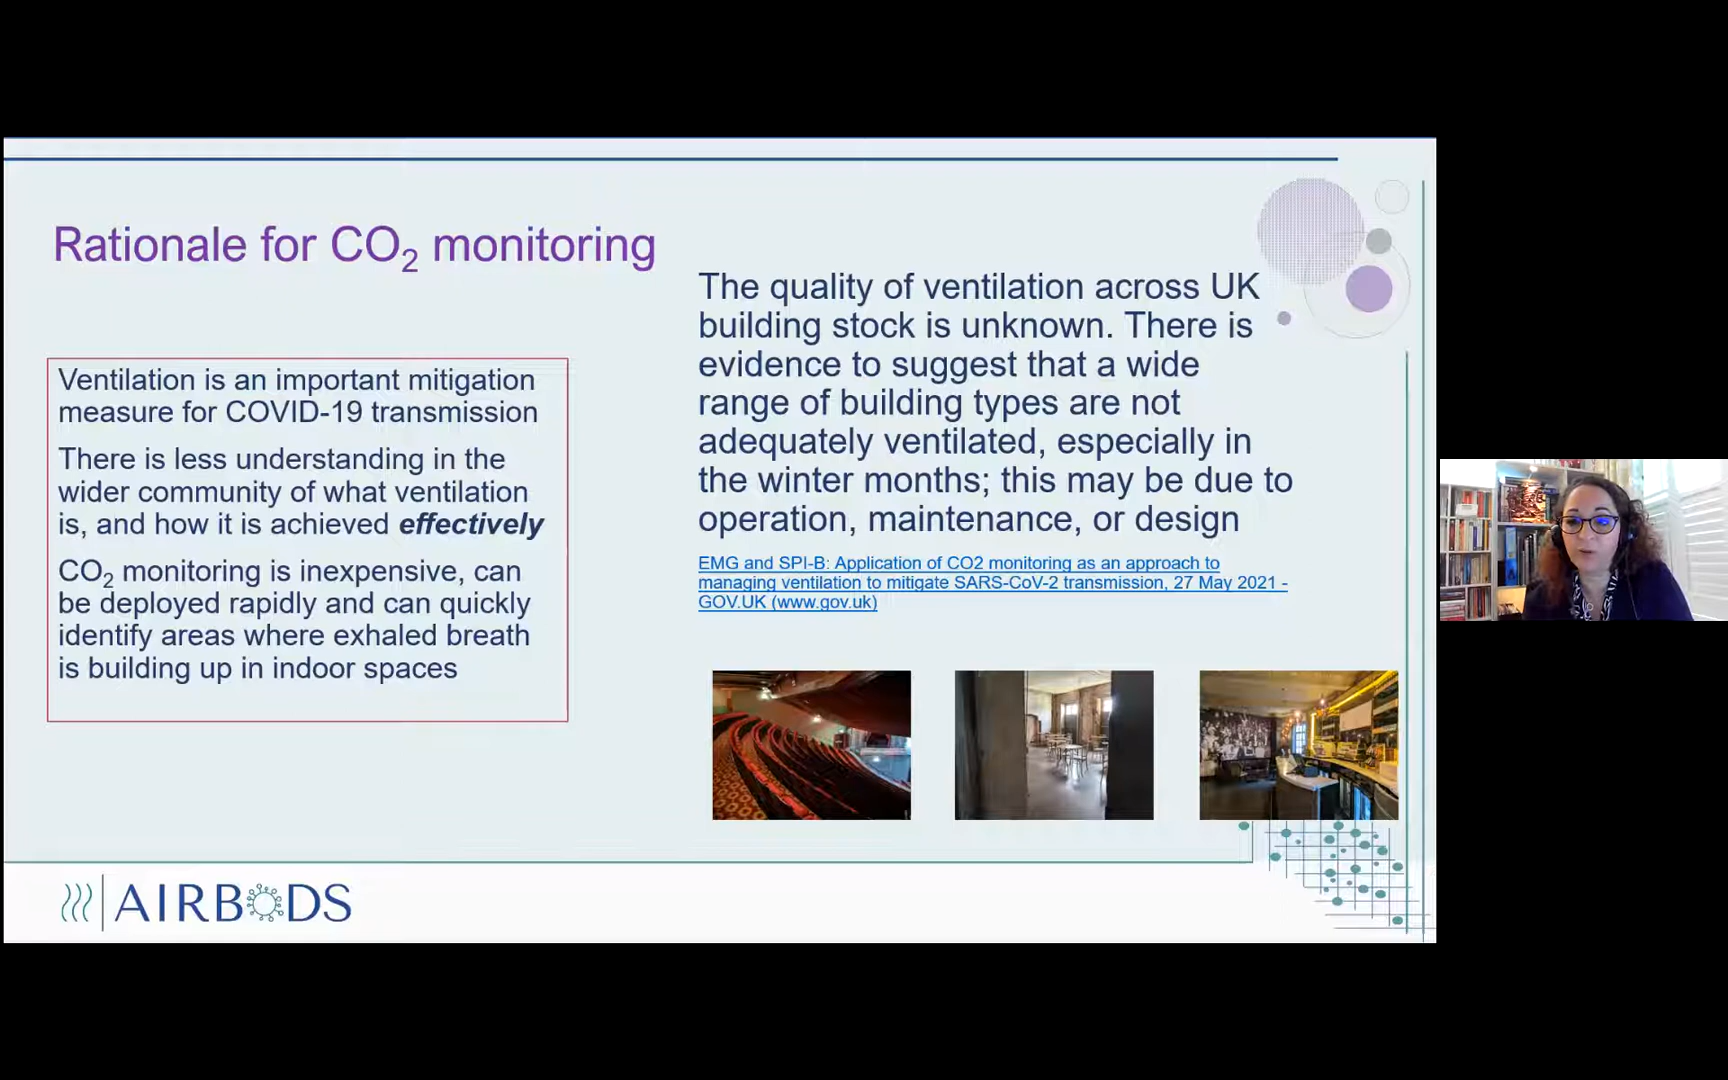 Rationale for CO₂ monitoring
Ventilation is an important mitigation
measure for COVID-19 transmission
There is less understanding in the
wider community of what ventilation
is, and how it is achieved effectively
CO₂ monitoring is inexpensive, can
be deployed rapidly and can quickly
identify areas where exhaled breath
is building up in indoor spaces
The quality of ventilation across UK
building stock is unknown. There is
evidence to suggest that a wide
range of building types are not
adequately ventilated, especially in
the winter months; this may be due to
operation, maintenance, or design
EMG and SPI-B: Application of CO2 monitoring as an approach to
managing ventilation to mitigate SARS-CoV-2 transmission, 27 May 2021 -
GOV.UK (www.gov.uk)
AIRBODS